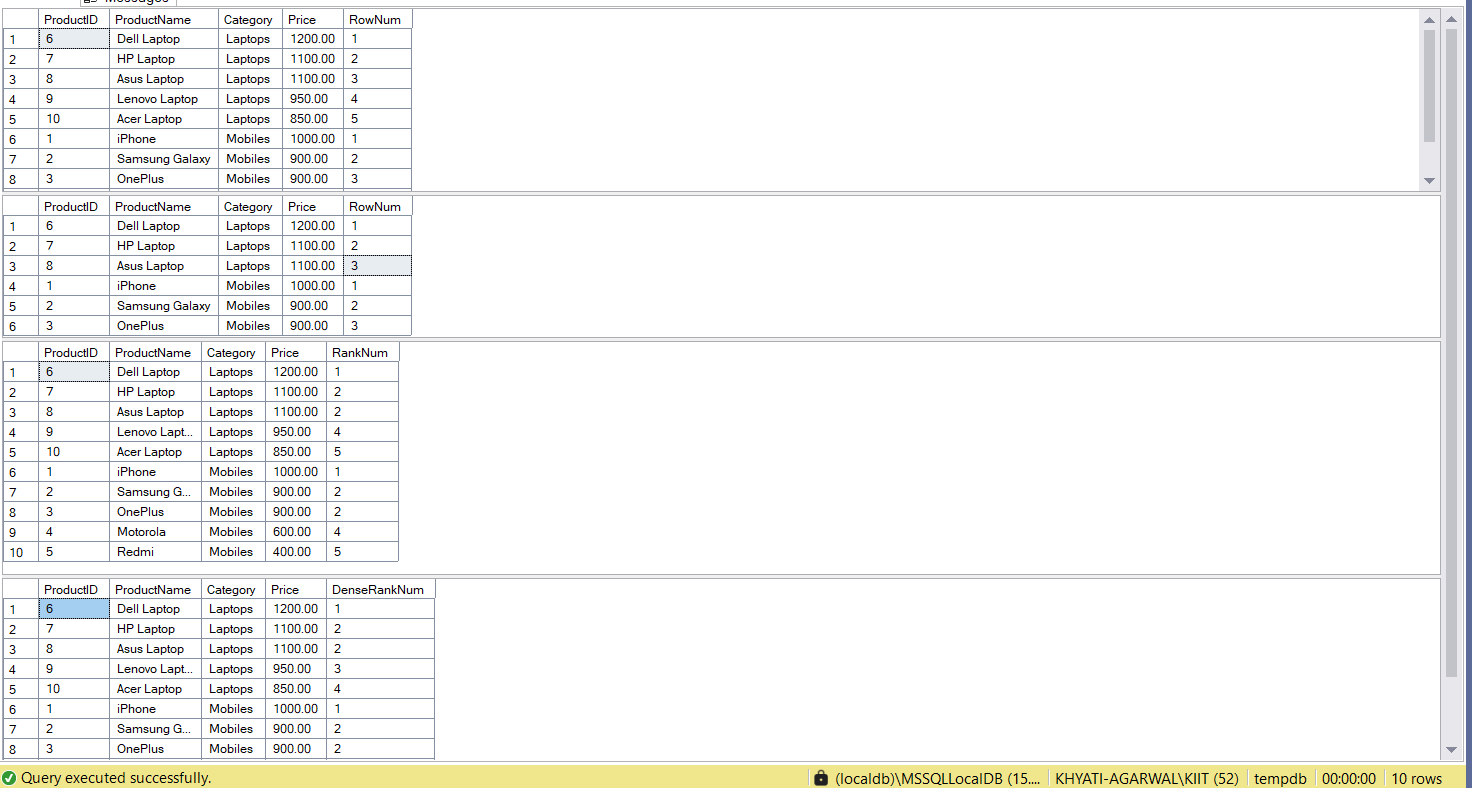 Messages
ProductID ProductName Category Price RowNum
1 6 Dell Laptop Laptops 1200.00 1
2 7 HP Laptop Laptops 1100.00 2
3 8 Asus Laptop Laptops 1100.00 3
4 9 Lenovo Laptop Laptops 950.00 4
5 10 Acer Laptop Laptops 850.00 5
6 1 iPhone Mobiles 1000.00 1
7 2 Samsung Galaxy Mobiles 900.00 2
8 3 OnePlus Mobiles 900.00 3
ProductID ProductName Category Price RowNum
1 6 Dell Laptop Laptops 1200.00 1
2 7 HP Laptop Laptops 1100.00 2
3 8 Asus Laptop Laptops 1100.00 3
4 1 iPhone Mobiles 1000.00 1
5 2 Samsung Galaxy Mobiles 900.00 2
6 3 OnePlus Mobiles 900.00 3
ProductID ProductName Category Price RankNum
1 6 Dell Laptop Laptops 1200.00 1
2 7 HP Laptop Laptops 1100.00 2
3 8 Asus Laptop Laptops 1100.00 2
4 9 Lenovo Lapt... Laptops 950.00 4
5 10 Acer Laptop Laptops 850.00 5
6 1 iPhone Mobiles 1000.00 1
7 2 Samsung G... Mobiles 900.00 2
8 3 OnePlus Mobiles 900.00 2
9 4 Motorola Mobiles 600.00 4
10 5 Redmi Mobiles 400.00 5
ProductID ProductName Category Price DenseRankNum
1 6 Dell Laptop Laptops 1200.00 1
2 7 HP Laptop Laptops 1100.00 2
3 8 Asus Laptop Laptops 1100.00 2
4 9 Lenovo Lapt... Laptops 950.00 3
5 10 Acer Laptop Laptops 850.00 4
6 1 iPhone Mobiles 1000.00 1
7 2 Samsung G... Mobiles 900.00 2
8 3 OnePlus Mobiles 900.00 2
Query executed successfully. (localdb)\MSSQLLocalDB (15.... KHYATI-AGARWAL\KIIT (52) tempdb 00:00:00 10 rows